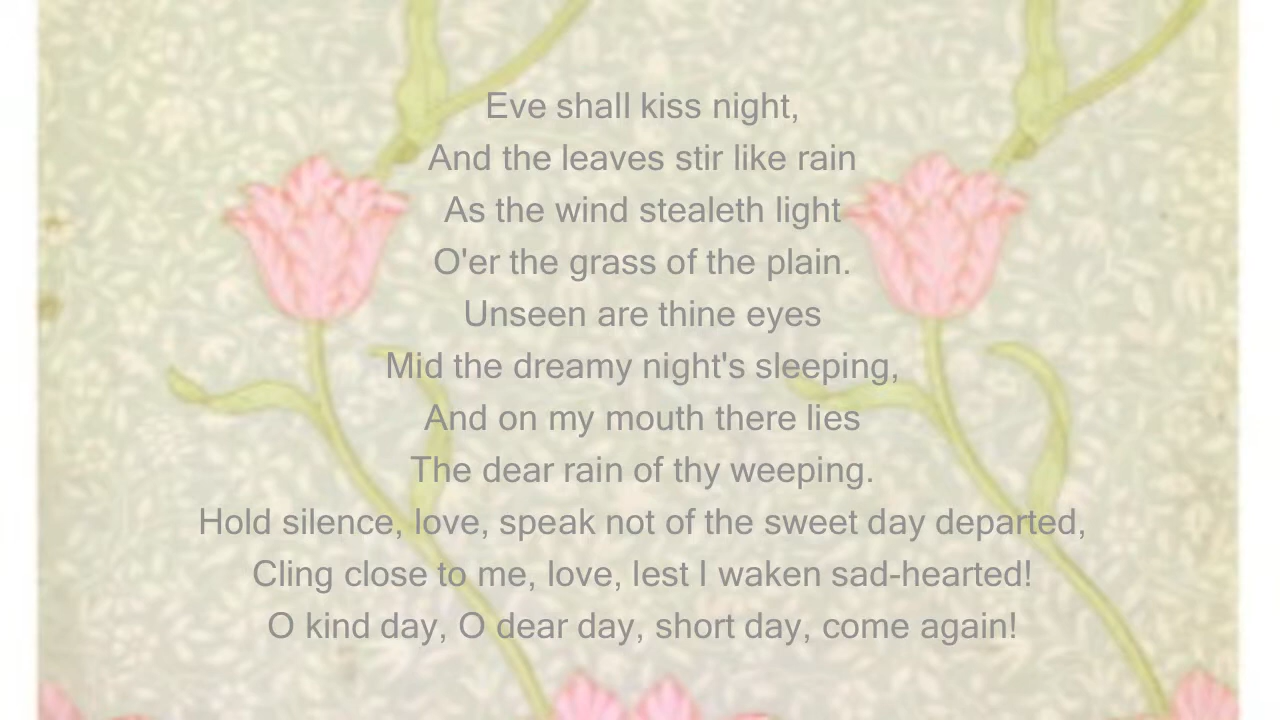 Eve shall kiss night,
And the leaves stir like rain
As the wind stealeth light
O'er the grass of the plain.
Unseen are thine eyes
Mid the dreamy night's sleeping,
And on my mouth there lies
The dear rain of thy weeping.
Hold silence, love, speak not of the sweet day departed,
Cling close to me, love, lest I waken sad-hearted!
O kind day, O dear day, short day, come again!